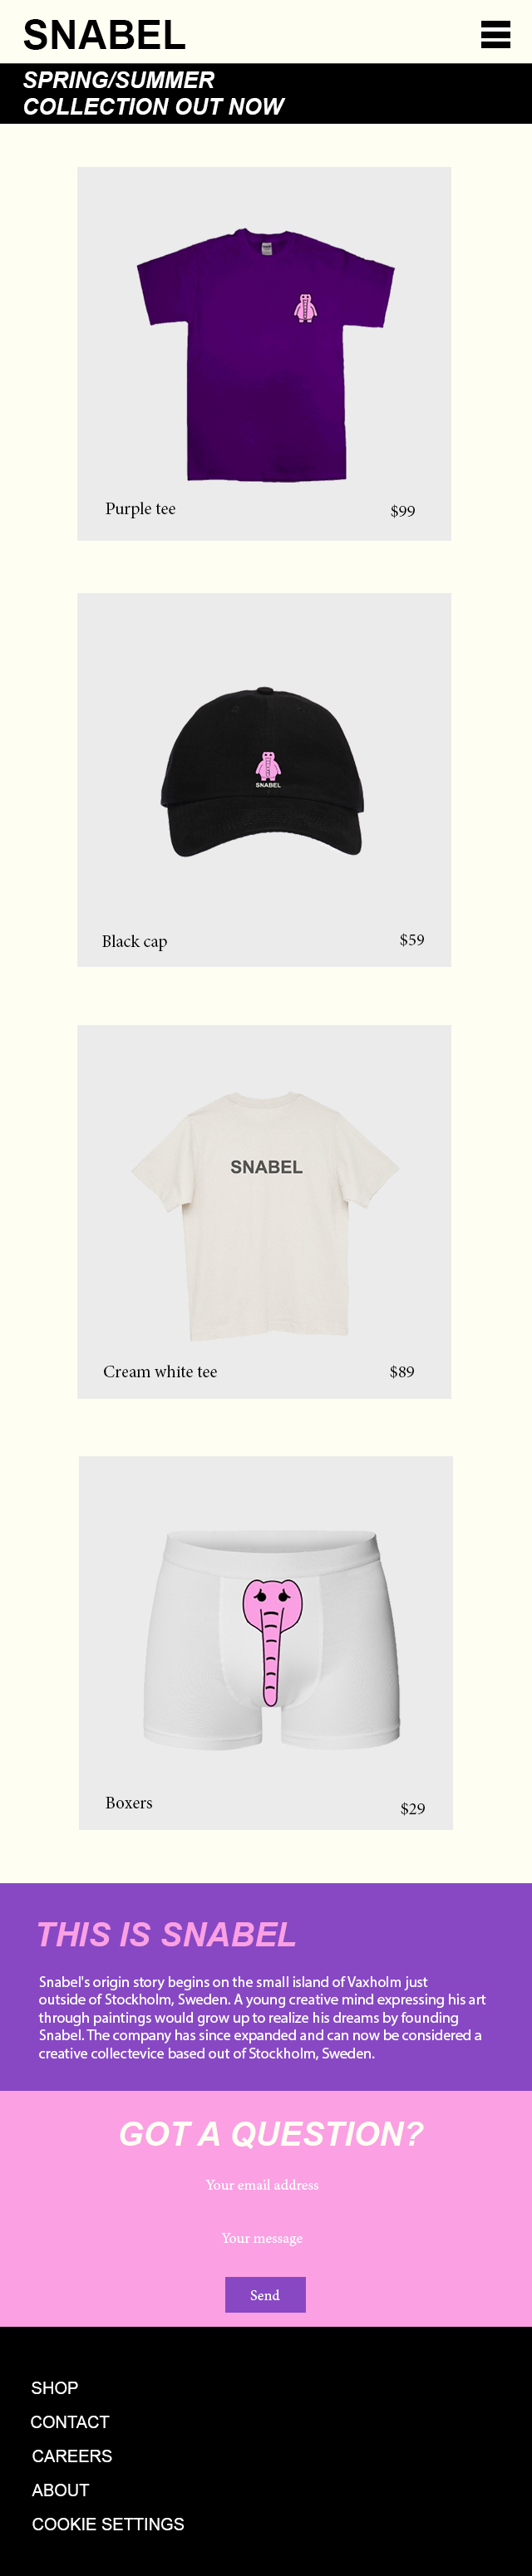 SNABEL
SPRING/SUMMER
COLLECTION OUT NOW
Purple tee
$99
SNABEL
Black cap
$59
SNABEL
Cream white tee
$89
Boxers
$29
THIS IS SNABEL
Snabel's origin story begins on the small island of Vaxholm just
outside of Stockholm, Sweden. A young creative mind expressing his art
through paintings would grow up to realize his dreams by founding
Snabel. The company has since expanded and can now be considered a
creative collectevice based out of Stockholm, Sweden.
GOT A QUESTION?
Your email address
Your message
Send
SHOP
CONTACT
CAREERS
ABOUT
COOKIE SETTINGS